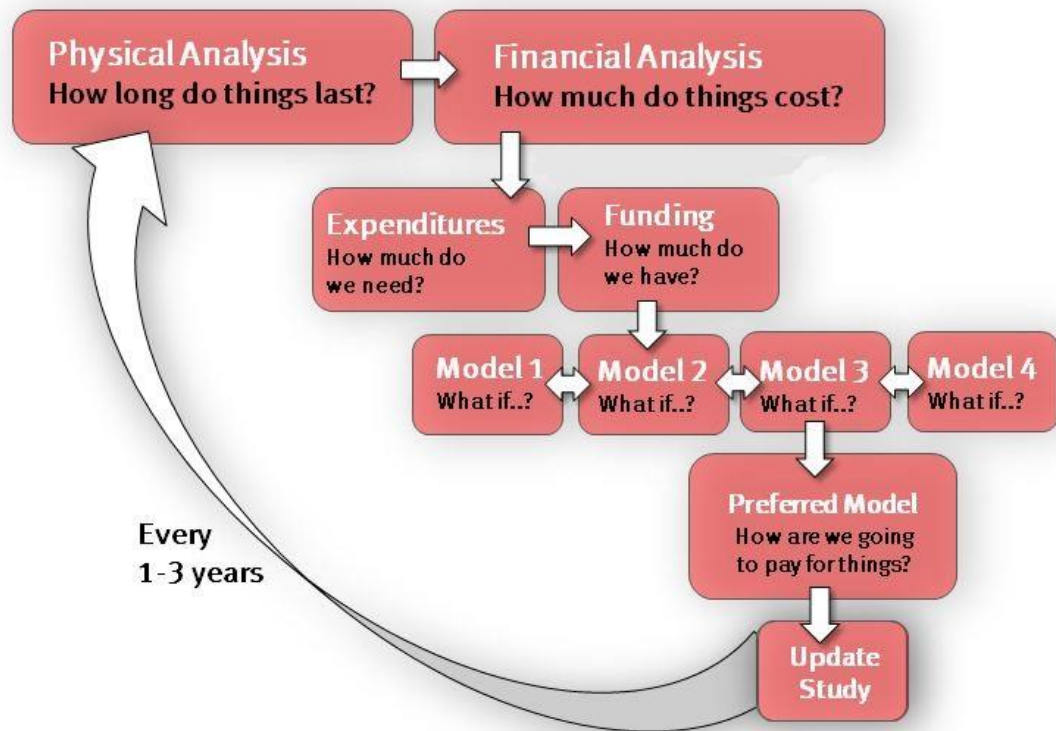 Physical Analysis
How long do things last?
Financial Analysis
How much do things cost?
Expenditures
How much do
we need?
Funding
How much do
we have?
Model 1
What if..?
Model 2
What if..?
Model 3
What if..?
Model 4
What if..?
Preferred Model
How are we going
to pay for things?
Update
Study
Every
1-3 years